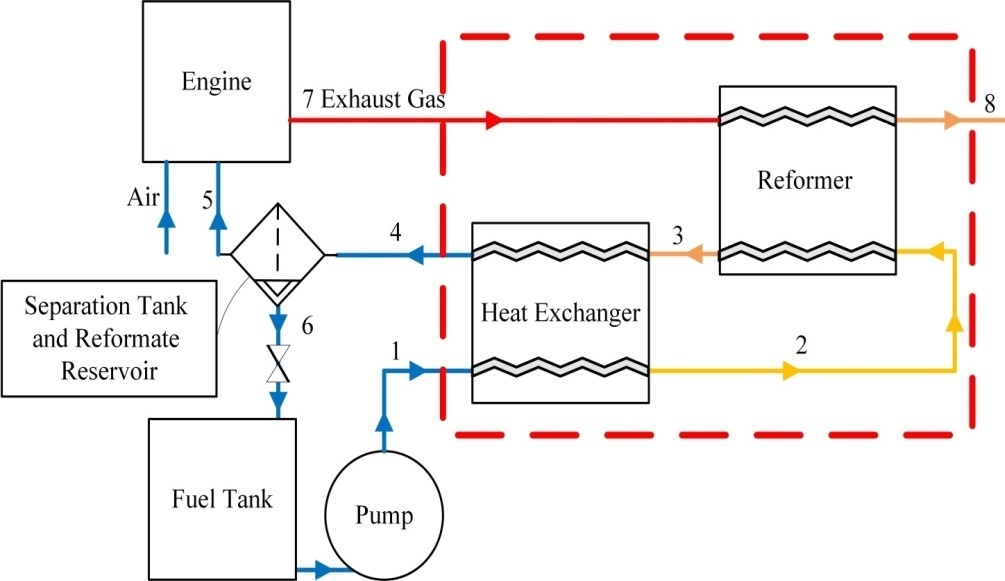 Engine
7 Exhaust Gas
8
Reformer
Air
5
4
3
Separation Tank
and Reformate
Reservoir
Heat Exchanger
6
1
2
Fuel Tank
Pump